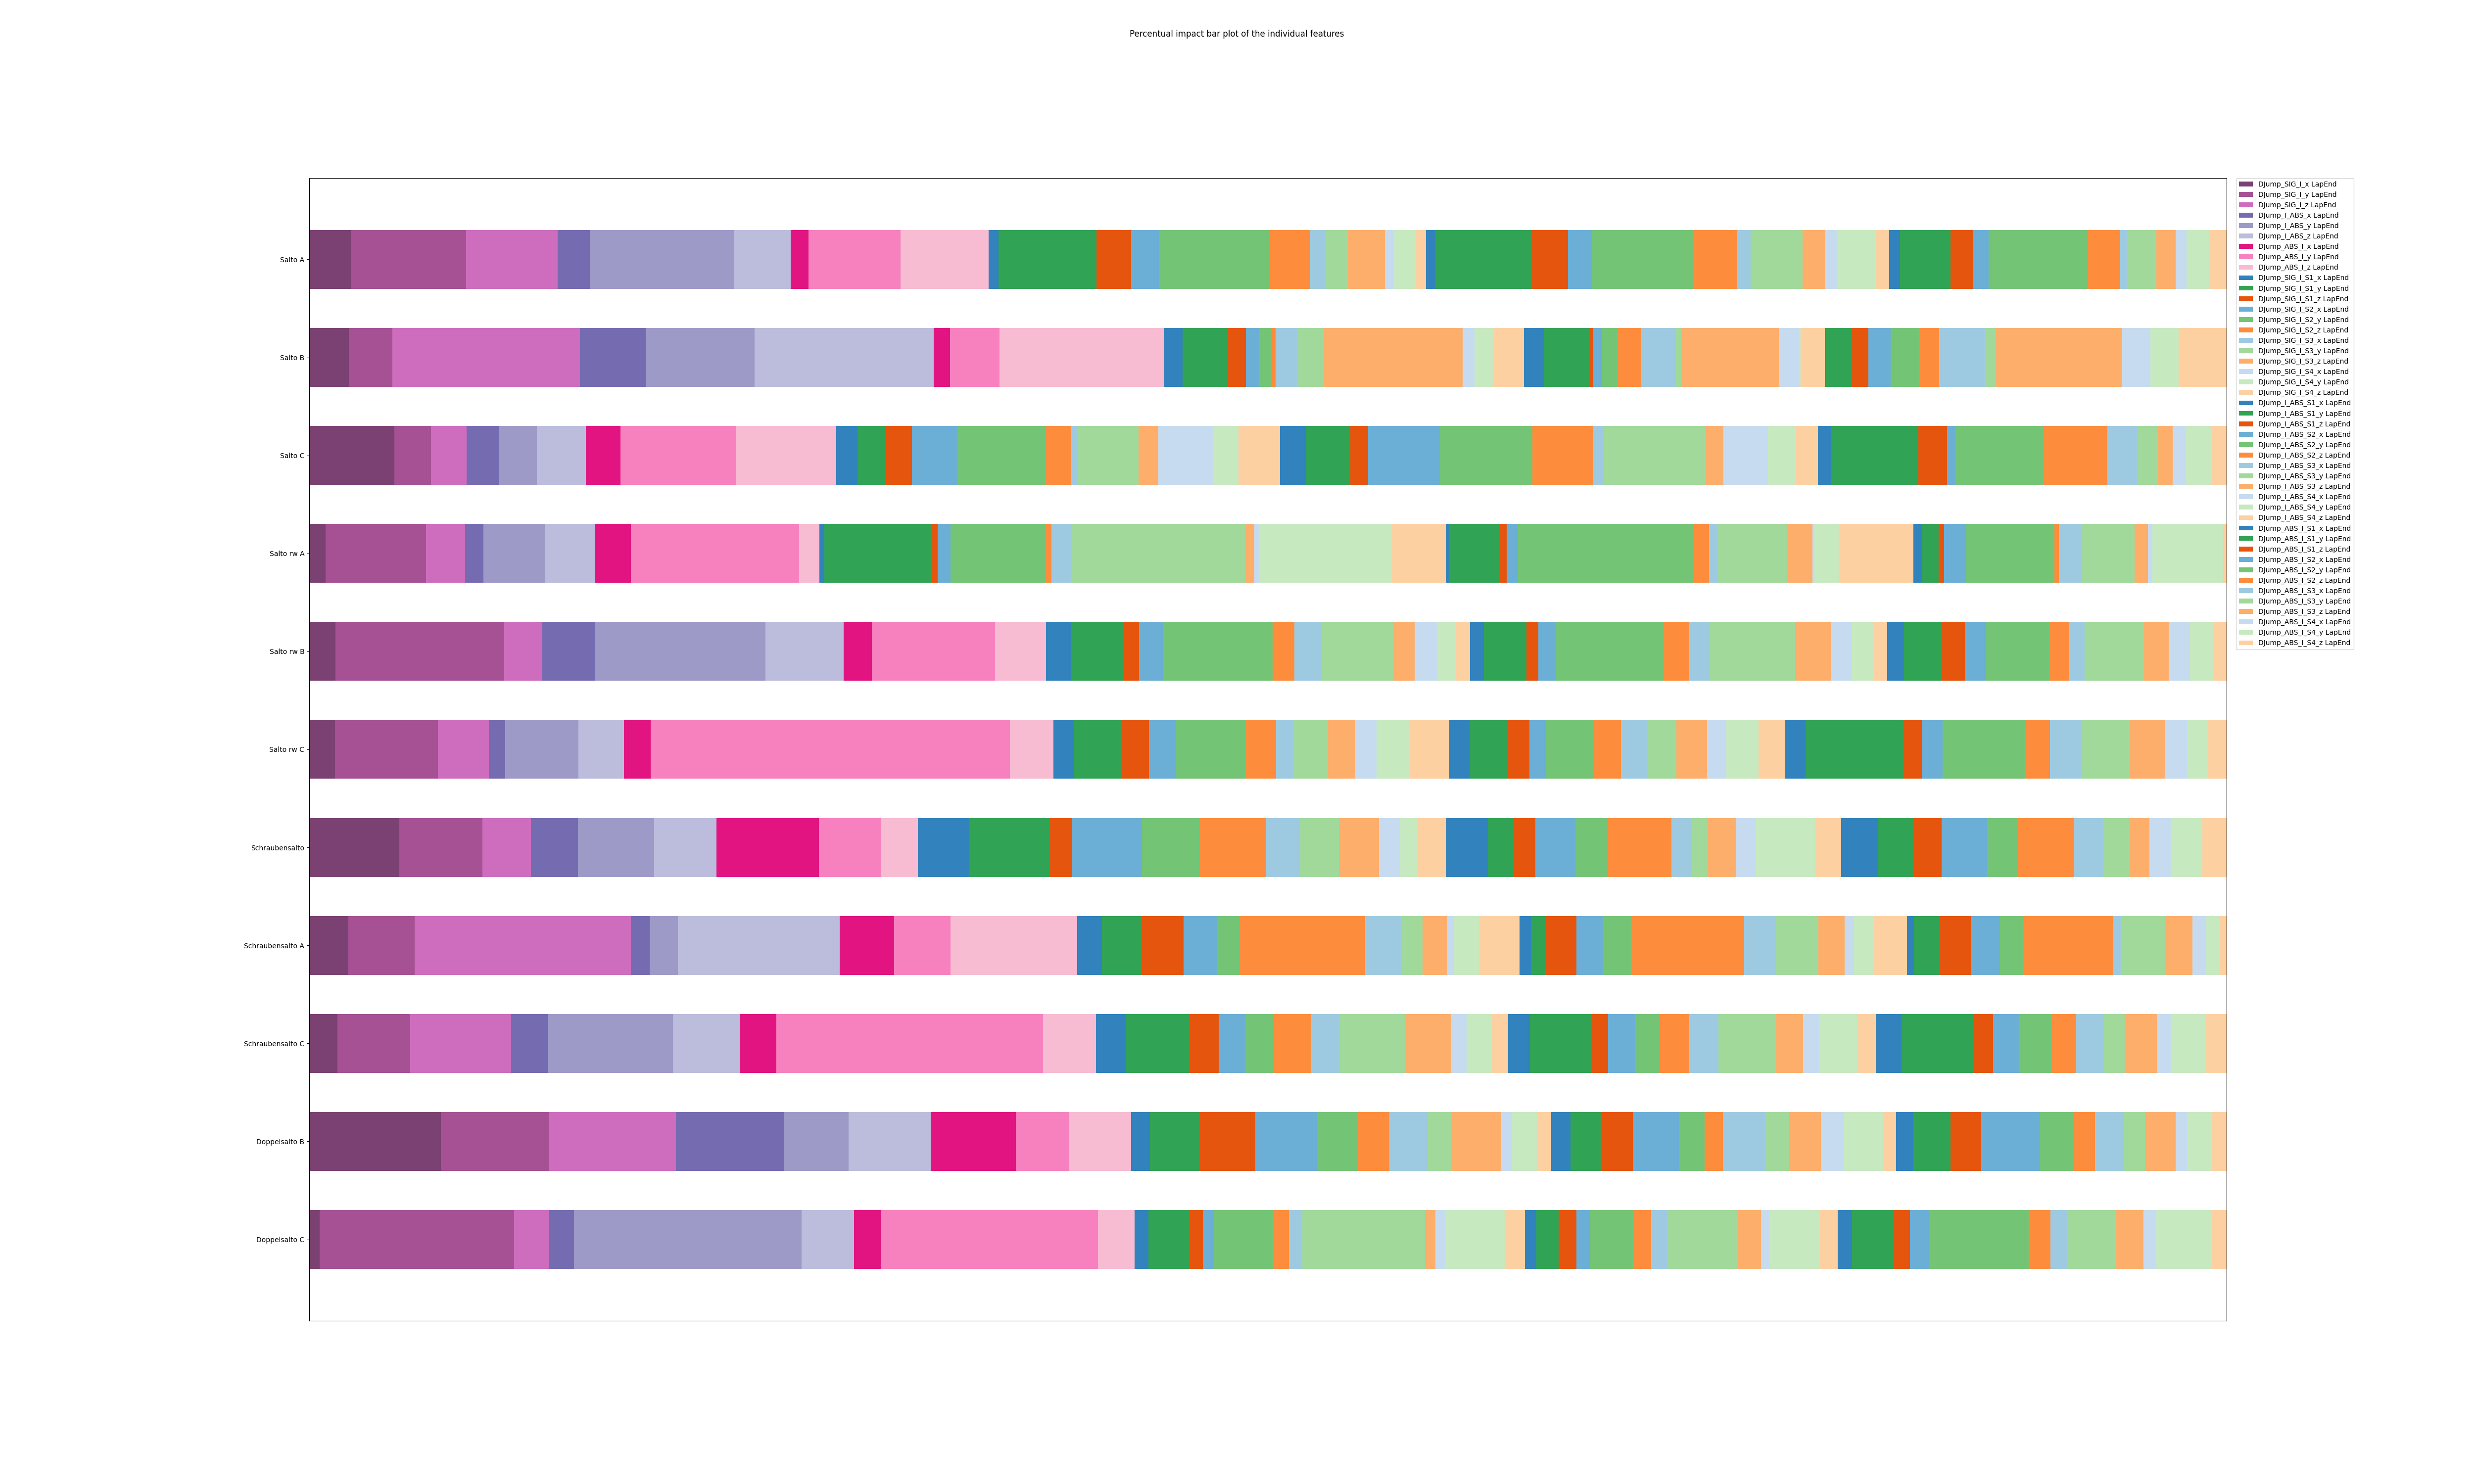 Percentual impact bar plot of the individual features
Salto A
Salto B
Salto C
Salto rw A
Salto rw B
Salto rw C
Schraubensalto
Schraubensalto A
Schraubensalto C
Doppelsalto B
Doppelsalto C
DJump_SIG_I_x LapEnd
DJump_SIG_I_y LapEnd
DJump_SIG_I_z LapEnd
DJump_I_ABS_x LapEnd
DJump_I_ABS_y LapEnd
DJump_I_ABS_z LapEnd
DJump_ABS_I_x LapEnd
DJump_ABS_I_y LapEnd
DJump_ABS_I_z LapEnd
DJump_SIG_I_S1_x LapEnd
DJump_SIG_I_S1_y LapEnd
DJump_SIG_I_S1_z LapEnd
DJump_SIG_I_S2_x LapEnd
DJump_SIG_I_S2_y LapEnd
DJump_SIG_I_S2_z LapEnd
DJump_SIG_I_S3_x LapEnd
DJump_SIG_I_S3_y LapEnd
DJump_SIG_I_S3_z LapEnd
DJump_SIG_I_S4_x LapEnd
DJump_SIG_I_S4_y LapEnd
DJump_SIG_I_S4_z LapEnd
DJump_I_ABS_S1_x LapEnd
DJump_I_ABS_S1_y LapEnd
DJump_I_ABS_S1_z LapEnd
DJump_I_ABS_S2_x LapEnd
DJump_I_ABS_S2_y LapEnd
DJump_I_ABS_S2_z LapEnd
DJump_I_ABS_S3_x LapEnd
DJump_I_ABS_S3_y LapEnd
DJump_I_ABS_S3_z LapEnd
DJump_I_ABS_S4_x LapEnd
DJump_I_ABS_S4_y LapEnd
DJump_I_ABS_S4_z LapEnd
DJump_ABS_I_S1_x LapEnd
DJump_ABS_I_S1_y LapEnd
DJump_ABS_I_S1_z LapEnd
DJump_ABS_I_S2_x LapEnd
DJump_ABS_I_S2_y LapEnd
DJump_ABS_I_S2_z LapEnd
DJump_ABS_I_S3_x LapEnd
DJump_ABS_I_S3_y LapEnd
DJump_ABS_I_S3_z LapEnd
DJump_ABS_I_S4_x LapEnd
DJump_ABS_I_S4_y LapEnd
DJump_ABS_I_S4_z LapEnd